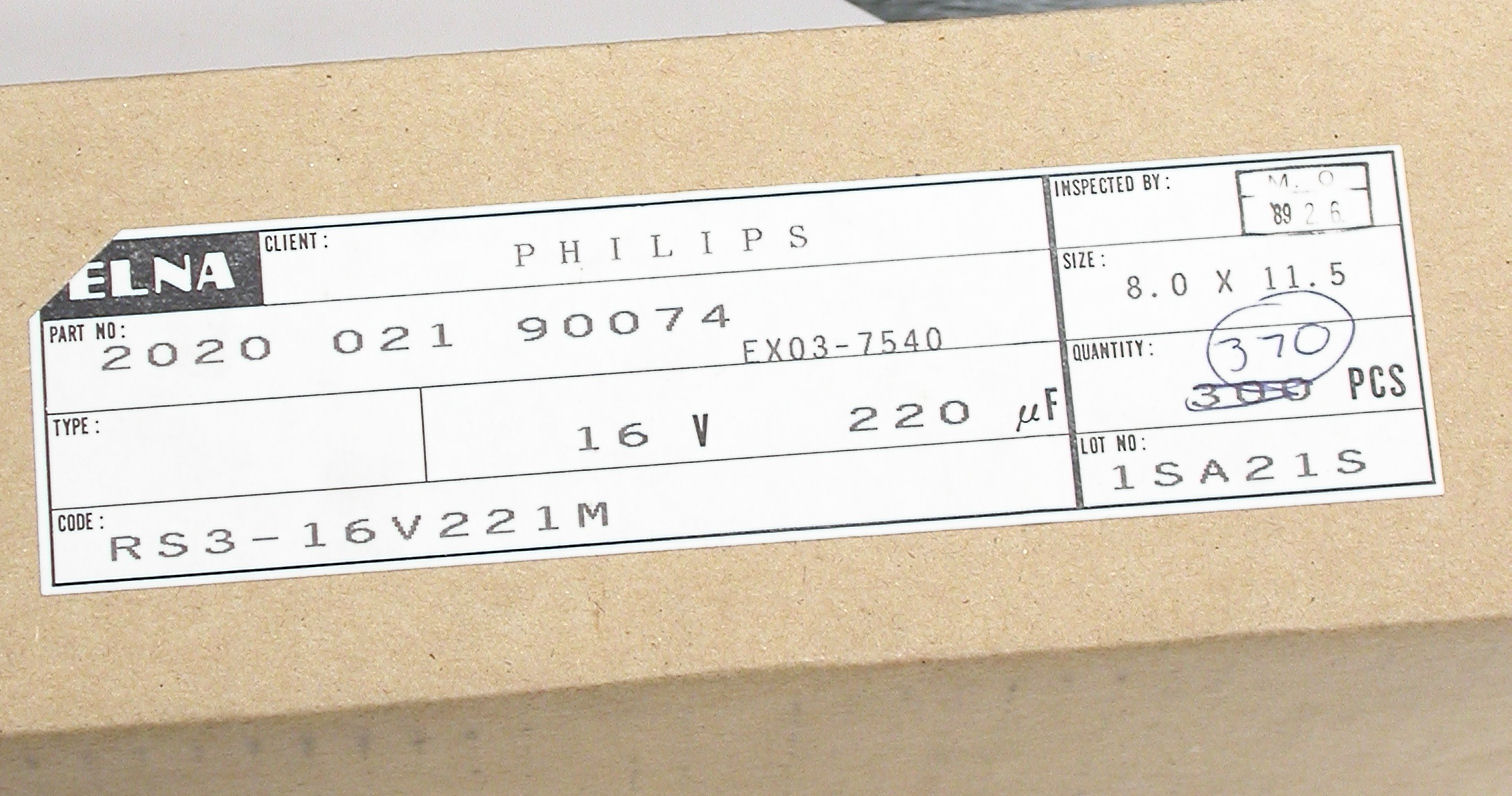 ELNA
CLIENT: PHILIPS
PART NO: 2020 021 90074
EX03-7540
TYPE:
16 V 220 μF
CODE: RS3-16V221M
INSPECTED BY: M. O
'89 2 6
SIZE: 8.0 X 11.5
QUANTITY: 370
300 PCS
LOT NO: 1SA21S